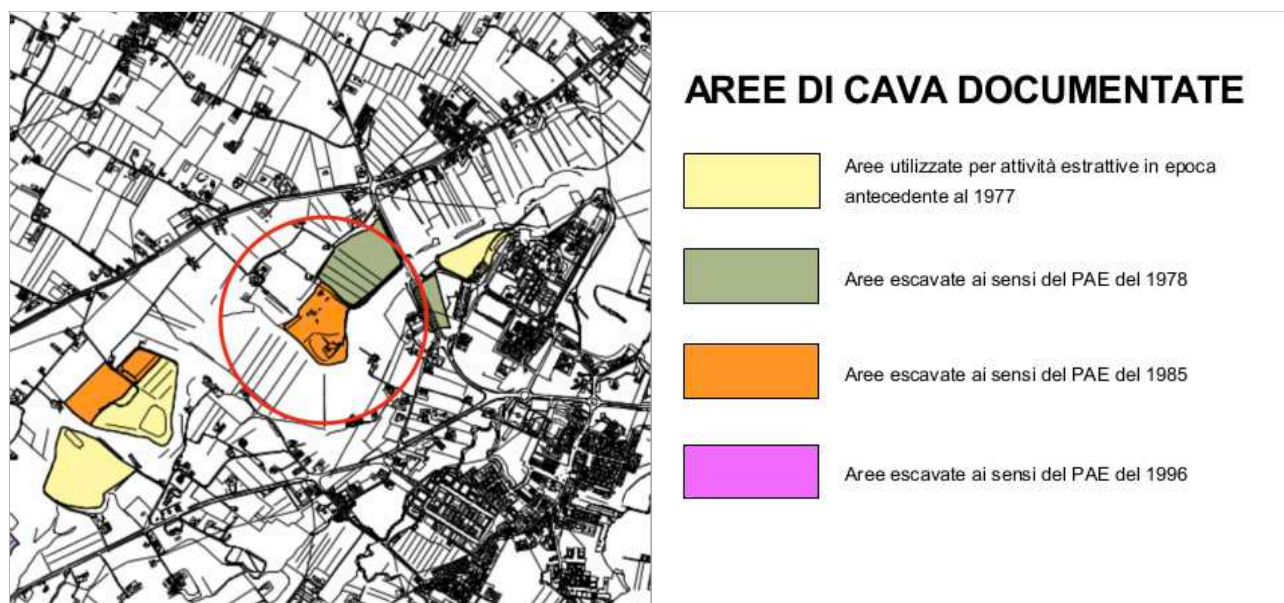 AREE DI CAVA DOCUMENTATE
Aree utilizzate per attività estrattive in epoca
antecedente al 1977
Aree escavate ai sensi del PAE del 1978
Aree escavate ai sensi del PAE del 1985
Aree escavate ai sensi del PAE del 1996